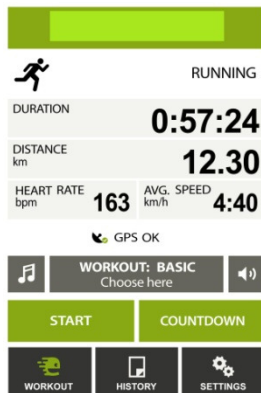 RUNNING
DURATION
0:57:24
DISTANCE
km
12.30
HEART RATE
bpm
163
AVG. SPEED
km/h
4:40
GPS OK
WORKOUT: BASIC
Choose here
START
COUNTDOWN
WORKOUT
HISTORY
SETTINGS